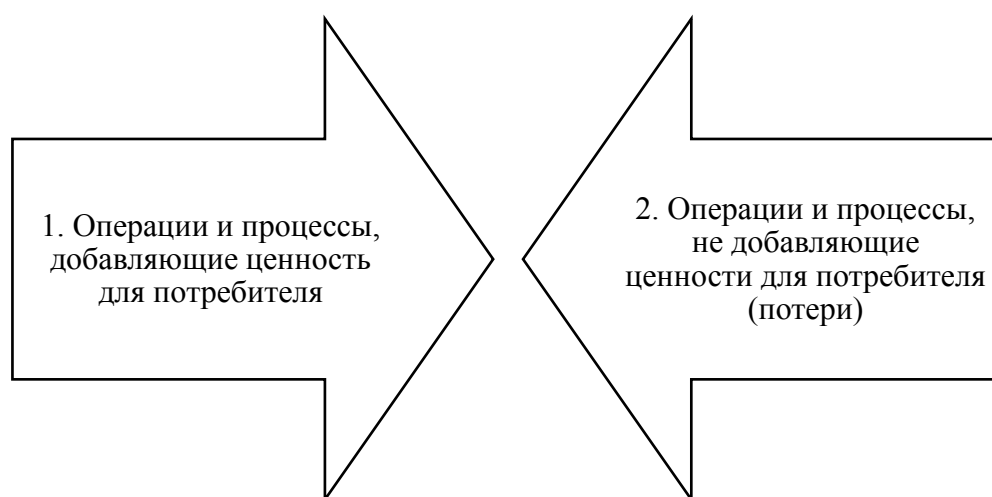 1. Операции и процессы,
добавляющие ценность
для потребителя
2. Операции и процессы,
не добавляющие
ценности для потребителя
(потери)